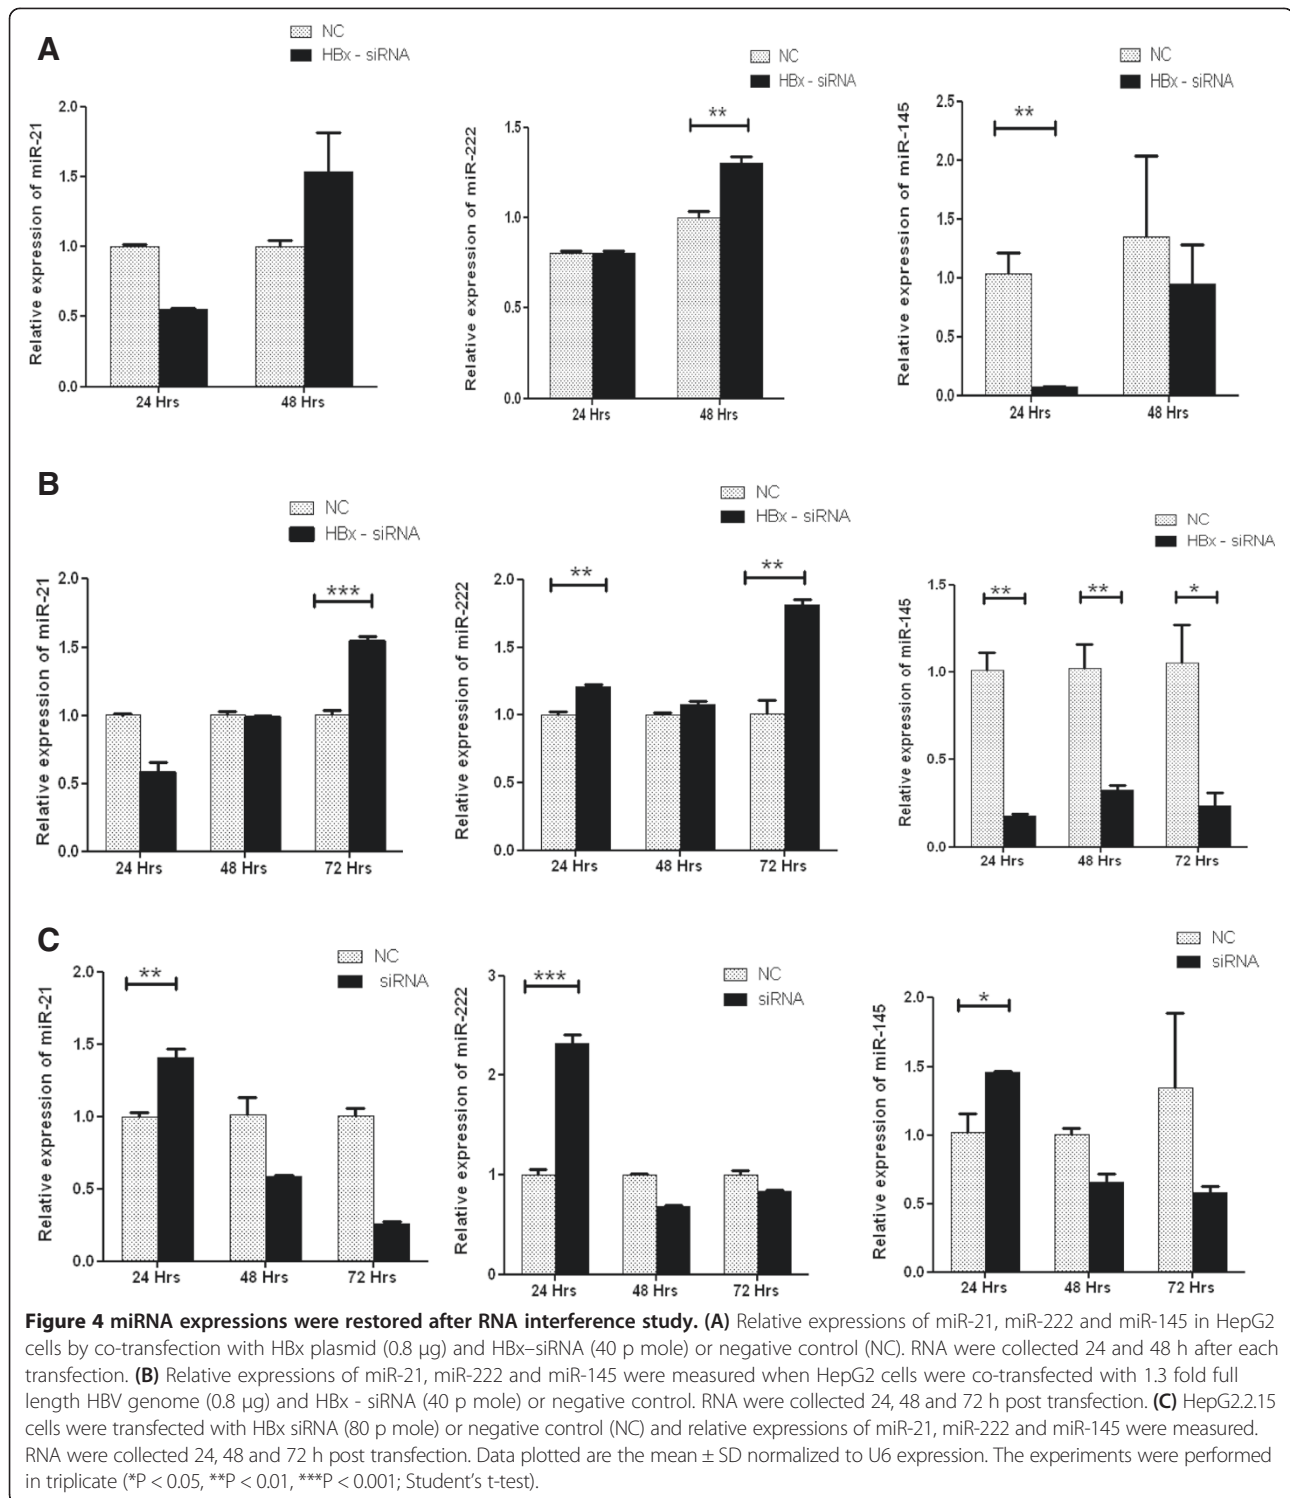 A
NC
HBx - siRNA
Relative expression of miR-21
2.0
1.5
1.0
0.5
0.0
24 Hrs
48 Hrs
NC
HBx - siRNA
Relative expression of miR-222
1.5
1.0
0.5
0.0
**
24 Hrs
48 Hrs
NC
HBx - siRNA
Relative expression of miR-145
2.5
2.0
1.5
1.0
0.5
0.0
**
24 Hrs
48 Hrs
B
NC
HBx - siRNA
Relative expression of miR-21
2.0
1.5
1.0
0.5
0.0
***
24 Hrs
48 Hrs
72 Hrs
NC
HBx - siRNA
Relative expression of miR-222
2.0
1.5
1.0
0.5
0.0
**
**
24 Hrs
48 Hrs
72 Hrs
NC
HBx - siRNA
Relative expression of miR-145
1.5
1.0
0.5
0.0
**
**
*
24 Hrs
48 Hrs
72 Hrs
C
NC
siRNA
Relative expression of miR-21
2.0
1.5
1.0
0.5
0.0
**
24 Hrs
48 Hrs
72 Hrs
NC
siRNA
Relative expression of miR-222
3
2
1
0
***
24 Hrs
48 Hrs
72 Hrs
NC
siRNA
Relative expression of miR-145
2.0
1.5
1.0
0.5
0.0
*
24 Hrs
48 Hrs
72 Hrs
Figure 4 miRNA expressions were restored after RNA interference study. (A) Relative expressions of miR-21, miR-222 and miR-145 in HepG2
cells by co-transfection with HBx plasmid (0.8 μg) and HBx–siRNA (40 p mole) or negative control (NC). RNA were collected 24 and 48 h after each
transfection. (B) Relative expressions of miR-21, miR-222 and miR-145 were measured when HepG2 cells were co-transfected with 1.3 fold full
length HBV genome (0.8 μg) and HBx - siRNA (40 p mole) or negative control. RNA were collected 24, 48 and 72 h post transfection. (C) HepG2.2.15
cells were transfected with HBx siRNA (80 p mole) or negative control (NC) and relative expressions of miR-21, miR-222 and miR-145 were measured.
RNA were collected 24, 48 and 72 h post transfection. Data plotted are the mean ± SD normalized to U6 expression. The experiments were performed
in triplicate (*P < 0.05, **P < 0.01, ***P < 0.001; Student's t-test).